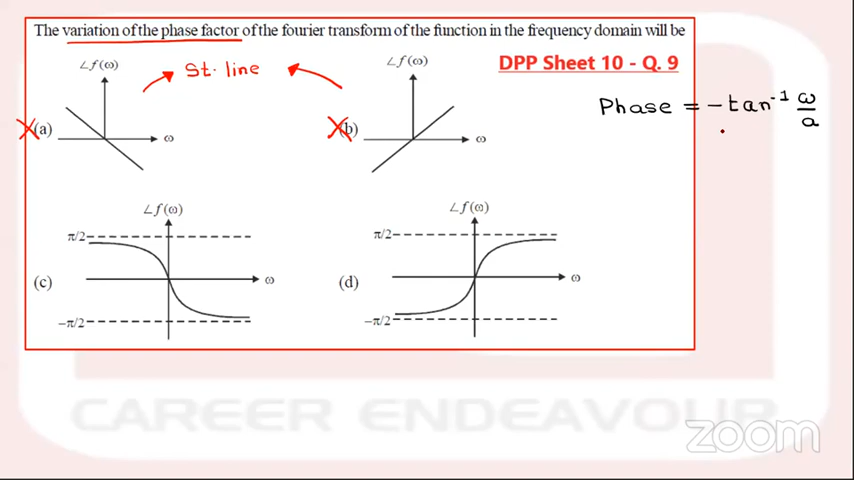 The variation of the phase factor of the fourier transform of the function in the frequency domain will be
∠f(ω)
St. line
∠f(ω)
DPP Sheet 10 - Q. 9
Phase = -tan⁻¹ ω/a
(a)
ω
(b)
ω
∠f(ω)
∠f(ω)
π/2
π/2
(c)
ω
(d)
ω
−π/2
−π/2
CAREER ENDEAVOUR
zoom